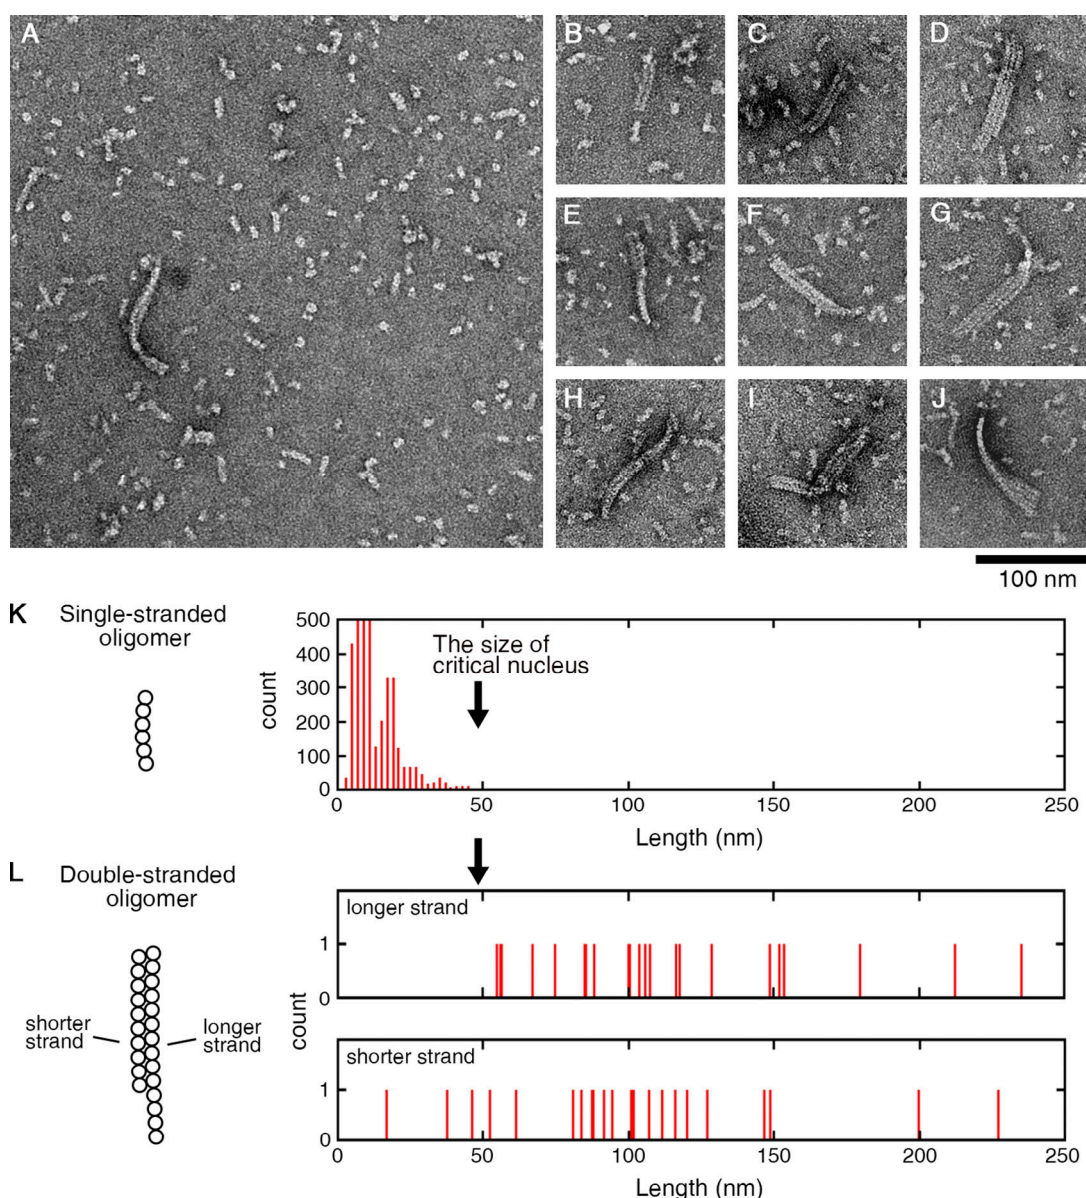 A
B
C
D
E
F
G
H
I
J
100 nm
K
Single-stranded
oligomer
500
400
300
200
100
0
count
The size of
critical nucleus
0
50
100
150
200
250
Length (nm)
L
Double-stranded
oligomer
shorter
strand
longer
strand
count
longer strand
1
0
shorter strand
1
0
0
50
100
150
200
250
Length (nm)